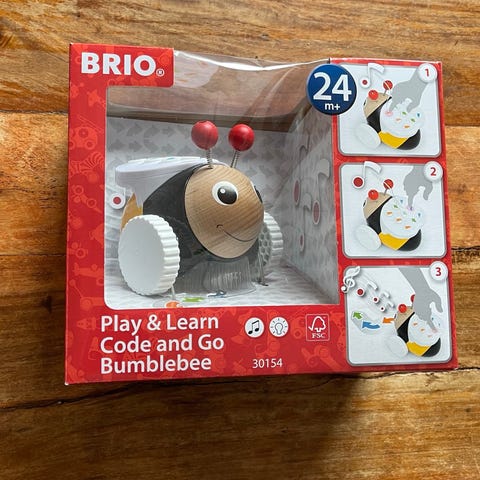 BRIO®
24
m+
1
2
3
Play & Learn
Code and Go
Bumblebee
30154
FSC